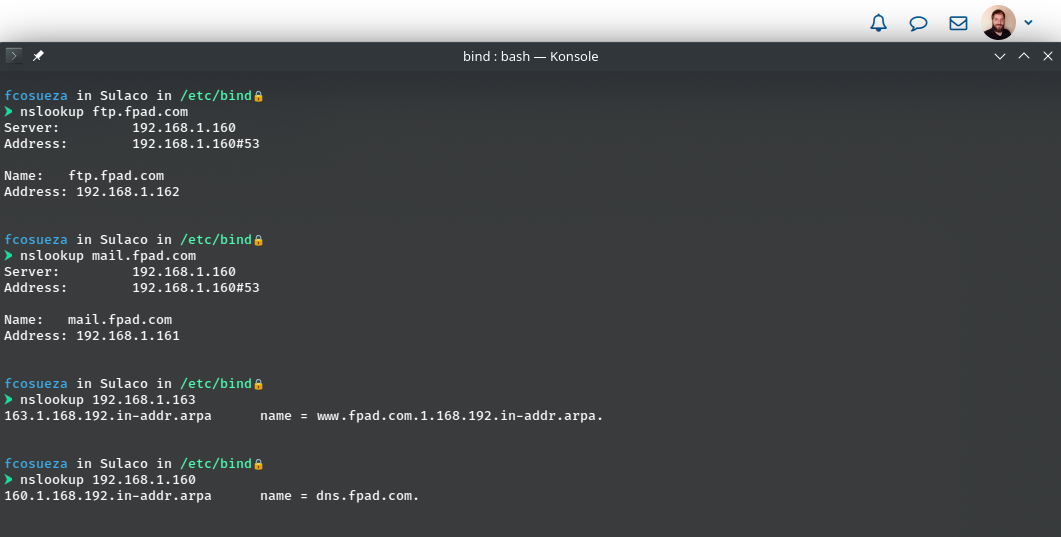 bind : bash — Konsole
fcosueza in Sulaco in /etc/bind
nslookup ftp.fpad.com
Server: 192.168.1.160
Address: 192.168.1.160#53
Name: ftp.fpad.com
Address: 192.168.1.162
fcosueza in Sulaco in /etc/bind
nslookup mail.fpad.com
Server: 192.168.1.160
Address: 192.168.1.160#53
Name: mail.fpad.com
Address: 192.168.1.161
fcosueza in Sulaco in /etc/bind
nslookup 192.168.1.163
163.1.168.192.in-addr.arpa name = www.fpad.com.1.168.192.in-addr.arpa.
fcosueza in Sulaco in /etc/bind
nslookup 192.168.1.160
160.1.168.192.in-addr.arpa name = dns.fpad.com.